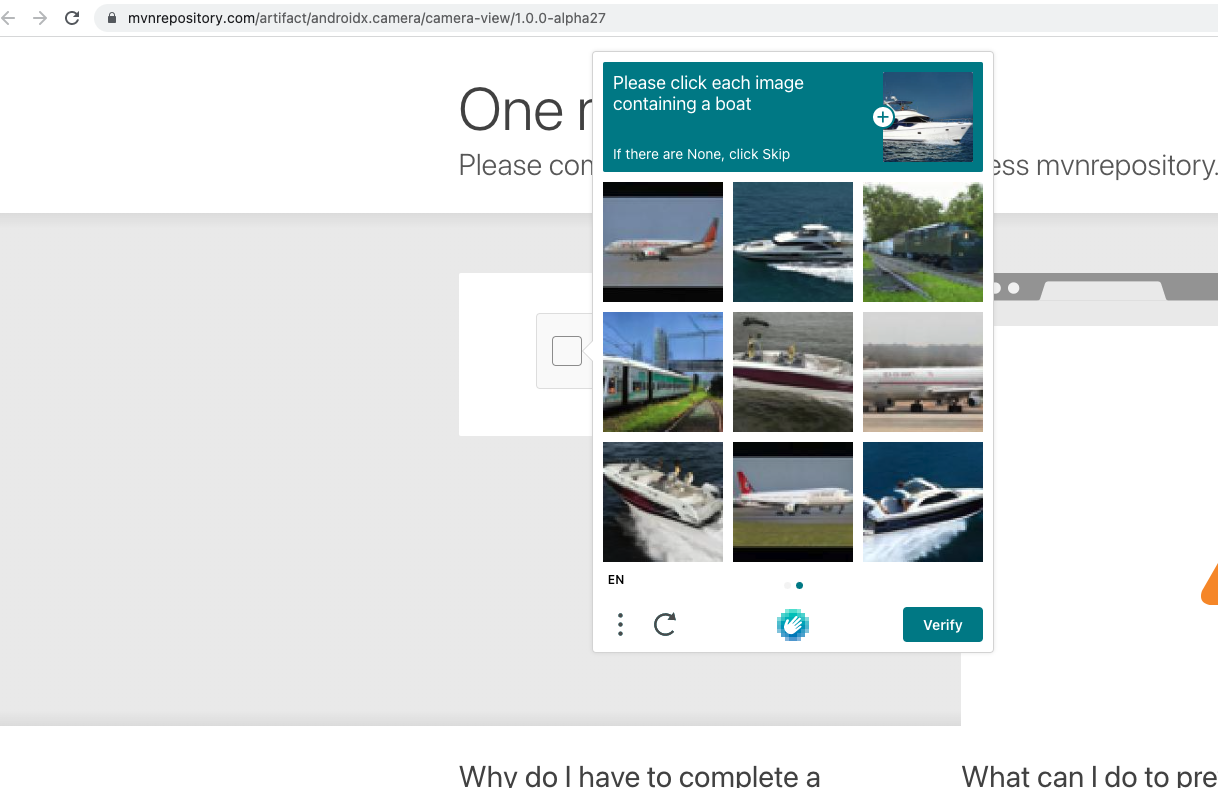 mvnrepository.com/artifact/androidx.camera/camera-view/1.0.0-alpha27
One
Please click each image
containing a boat
If there are None, click Skip
Please
ess mvnrepository.
EN
Verify
Why do I have to complete a
What can I do to pre